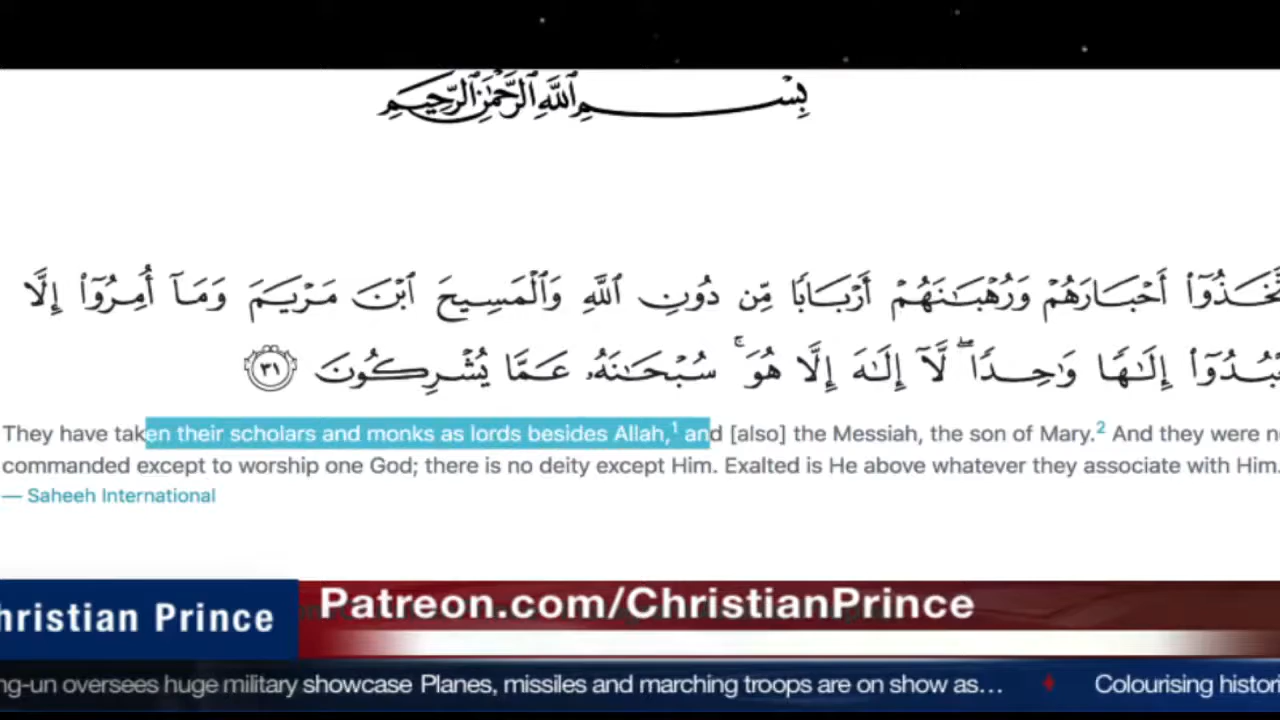 بِسْمِ ٱللَّهِ ٱلرَّحْمَٰنِ ٱلرَّحِيمِ
تَّخَذُوٓا۟ أَحْبَارَهُمْ وَرُهْبَـٰنَهُمْ أَرْبَابًا مِّن دُونِ ٱللَّهِ وَٱلْمَسِيحَ ٱبْنَ مَرْيَمَ وَمَآ أُمِرُوٓا۟ إِلَّا
إِلَـٰهًا وَٰحِدًا ۖ لَّآ إِلَـٰهَ إِلَّا هُوَ ۚ سُبْحَـٰنَهُۥ عَمَّا يُشْرِكُونَ ٣١
They have taken their scholars and monks as lords besides Allah,1 and [also] the Messiah, the son of Mary.2 And they were n
commanded except to worship one God; there is no deity except Him. Exalted is He above whatever they associate with Him.
— Saheeh International
hristian Prince
Patreon.com/ChristianPrince
ng-un oversees huge military showcase Planes, missiles and marching troops are on show as… Colourising histori